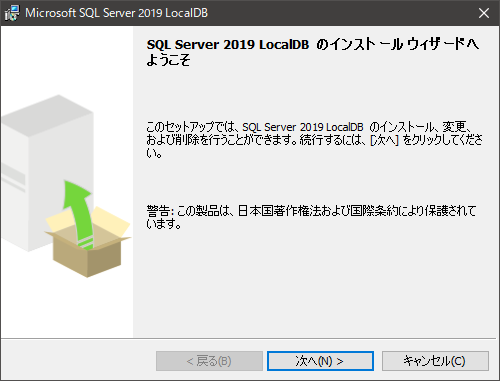 Microsoft SQL Server 2019 LocalDB
SQL Server 2019 LocalDB のインストール ウィザードへ
ようこそ
このセットアップでは、SQL Server 2019 LocalDB のインストール、変更、
および削除を行うことができます。続行するには、[次へ] をクリックしてくださ
い。
警告: この製品は、日本国著作権法および国際条約により保護されて
います。
< 戻る(B)
次へ(N) >
キャンセル(C)